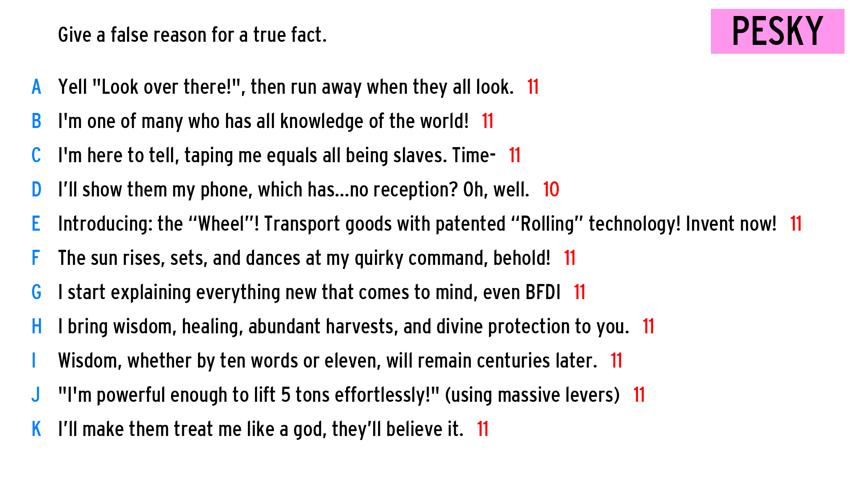 Give a false reason for a true fact.
PESKY
A Yell "Look over there!", then run away when they all look. 11
B I'm one of many who has all knowledge of the world! 11
C I'm here to tell, taping me equals all being slaves. Time- 11
D I’ll show them my phone, which has...no reception? Oh, well. 10
E Introducing: the “Wheel”! Transport goods with patented “Rolling” technology! Invent now! 11
F The sun rises, sets, and dances at my quirky command, behold! 11
G I start explaining everything new that comes to mind, even BFDI 11
H I bring wisdom, healing, abundant harvests, and divine protection to you. 11
I Wisdom, whether by ten words or eleven, will remain centuries later. 11
J "I'm powerful enough to lift 5 tons effortlessly!" (using massive levers) 11
K I’ll make them treat me like a god, they’ll believe it. 11